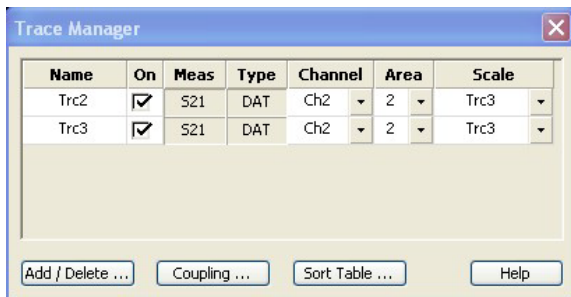 Trace Manager
Name On Meas Type Channel Area Scale
Trc2 S21 DAT Ch2 2 Trc3
Trc3 S21 DAT Ch2 2 Trc3
Add / Delete ... Coupling ... Sort Table ... Help